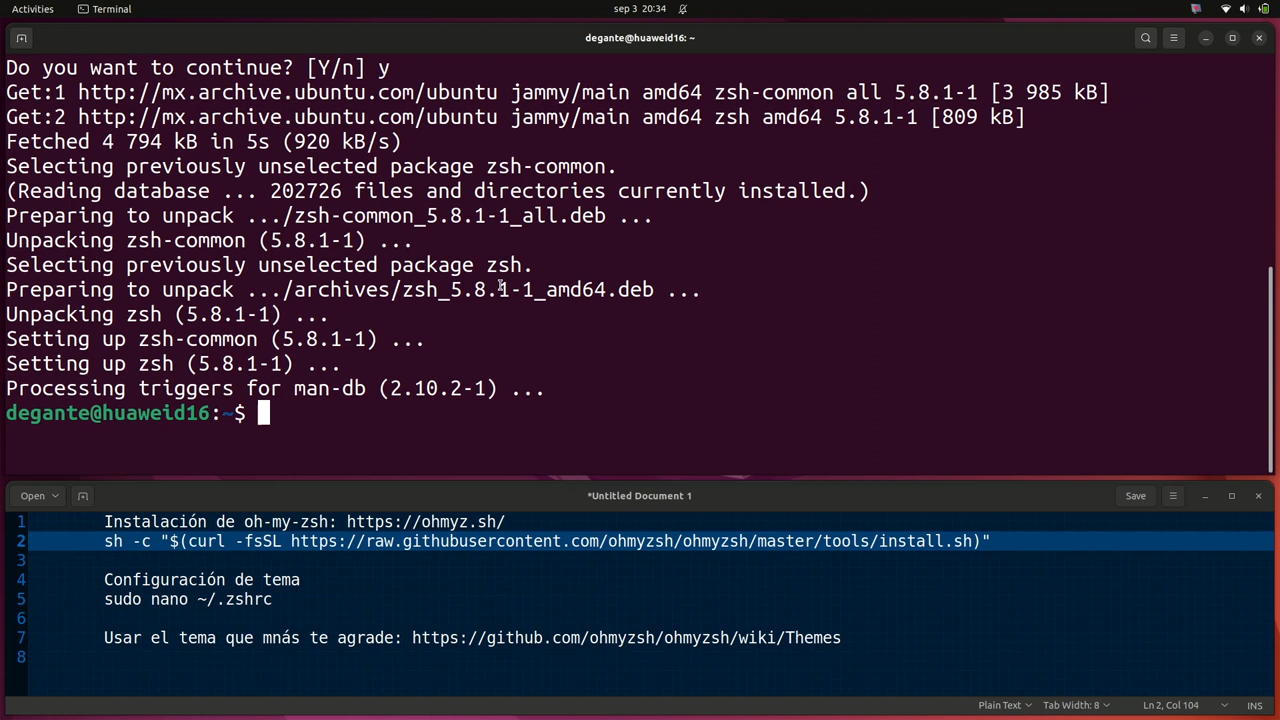 Activities
Terminal
sep 3 20:34
degante@huaweid16: ~
Do you want to continue? [Y/n] y
Get:1 http://mx.archive.ubuntu.com/ubuntu jammy/main amd64 zsh-common all 5.8.1-1 [3 985 kB]
Get:2 http://mx.archive.ubuntu.com/ubuntu jammy/main amd64 zsh amd64 5.8.1-1 [809 kB]
Fetched 4 794 kB in 5s (920 kB/s)
Selecting previously unselected package zsh-common.
(Reading database ... 202726 files and directories currently installed.)
Preparing to unpack .../zsh-common_5.8.1-1_all.deb ...
Unpacking zsh-common (5.8.1-1) ...
Selecting previously unselected package zsh.
Preparing to unpack .../archives/zsh_5.8.1-1_amd64.deb ...
Unpacking zsh (5.8.1-1) ...
Setting up zsh-common (5.8.1-1) ...
Setting up zsh (5.8.1-1) ...
Processing triggers for man-db (2.10.2-1) ...
degante@huaweid16:~$
Open
*Untitled Document 1
Save
1 Instalación de oh-my-zsh: https://ohmyz.sh/
2 sh -c "$(curl -fsSL https://raw.githubusercontent.com/ohmyzsh/ohmyzsh/master/tools/install.sh)"
3
4 Configuración de tema
5 sudo nano ~/.zshrc
6
7 Usar el tema que mnás te agrade: https://github.com/ohmyzsh/ohmyzsh/wiki/Themes
8
Plain Text
Tab Width: 8
Ln 2, Col 104
INS